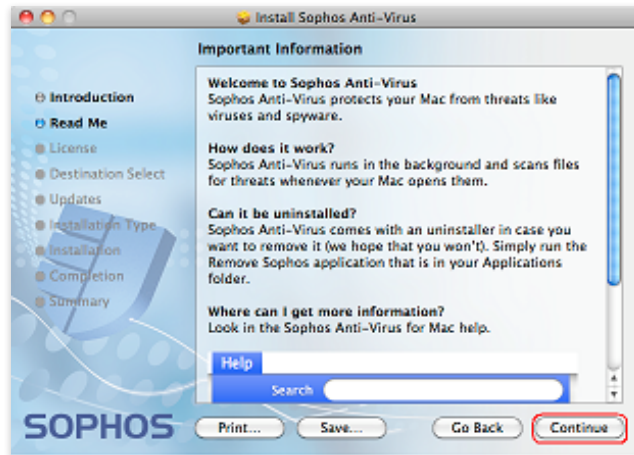 Install Sophos Anti-Virus
Important Information
Introduction
Read Me
License
Destination Select
Updates
Installation Type
Installation
Completion
Summary
Welcome to Sophos Anti-Virus
Sophos Anti-Virus protects your Mac from threats like
viruses and spyware.
How does it work?
Sophos Anti-Virus runs in the background and scans files
for threats whenever your Mac opens them.
Can it be uninstalled?
Sophos Anti-Virus comes with an uninstaller in case you
want to remove it (we hope that you won't). Simply run the
Remove Sophos application that is in your Applications
folder.
Where can I get more information?
Look in the Sophos Anti-Virus for Mac help.
Help
Search
SOPHOS
Print...
Save...
Go Back
Continue